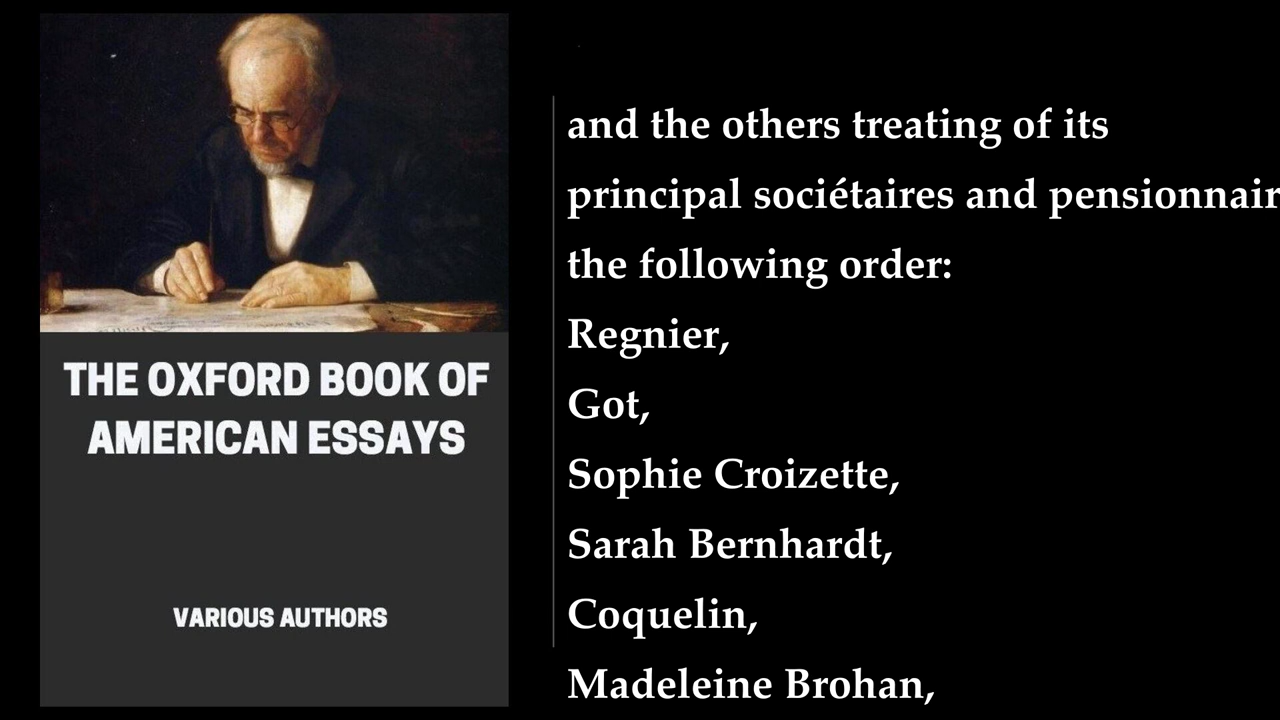 THE OXFORD BOOK OF
AMERICAN ESSAYS
VARIOUS AUTHORS
and the others treating of its
principal sociétaires and pensionnair
the following order:
Regnier,
Got,
Sophie Croizette,
Sarah Bernhardt,
Coquelin,
Madeleine Brohan,